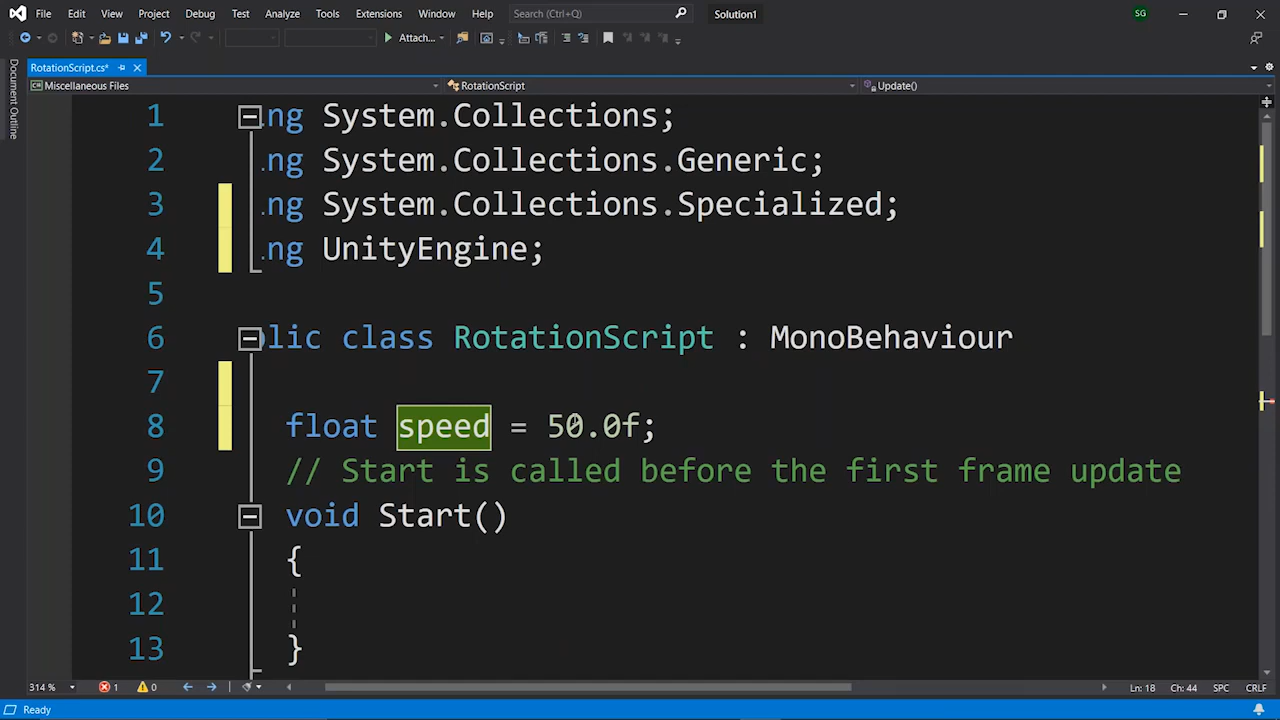 File Edit View Project Debug Test Analyze Tools Extensions Window Help Search (Ctrl+Q) Solution1 SG
Attach...
RotationScript.cs*
Document Outline
Miscellaneous Files RotationScript Update()
1 ng System.Collections;
2 ng System.Collections.Generic;
3 ng System.Collections.Specialized;
4 ng UnityEngine;
5
6 lic class RotationScript : MonoBehaviour
7
8 float speed = 50.0f;
9 // Start is called before the first frame update
10 void Start()
11 {
12
13 }
314 % 1 0 Ln: 18 Ch: 44 SPC CRLF
Ready